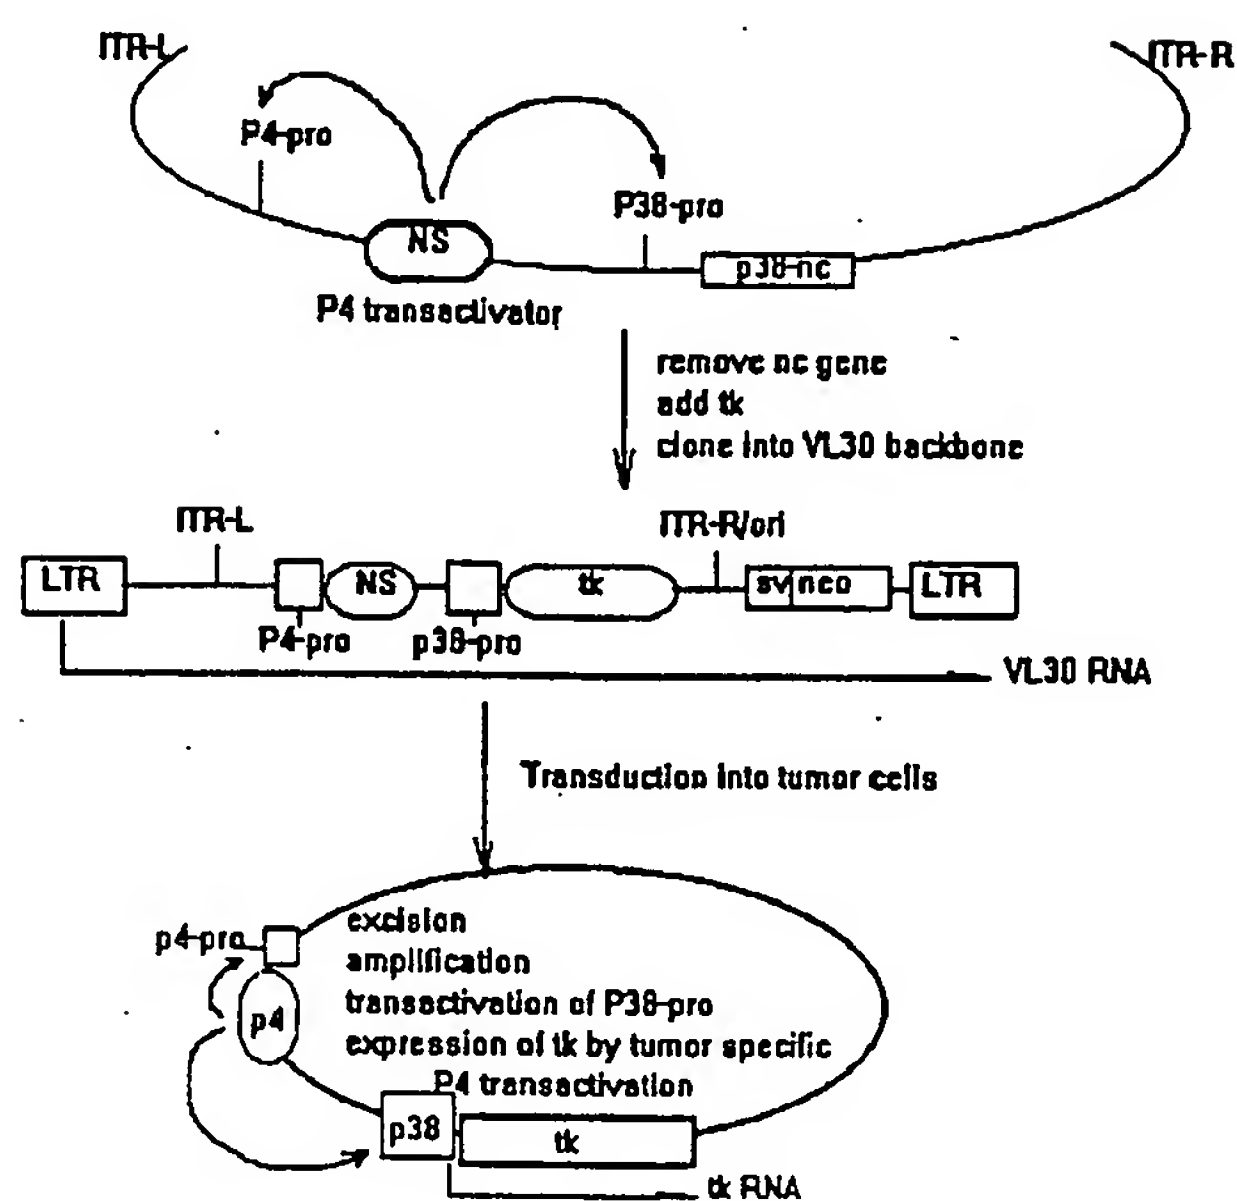 ITR-L
ITR-R
P4-pro
P38-pro
NS
p38-nc
P4 transactivator
remove nc gene
add tk
clone into VL30 backbone
ITR-L
ITR-R/ori
LTR
NS
tk
sv neo
LTR
P4-pro
p38-pro
VL30 RNA
Transduction into tumor cells
p4-pro
excision
amplification
transactivation of P38-pro
p4
expression of tk by tumor specific
P4 transactivation
p38
tk
tk RNA